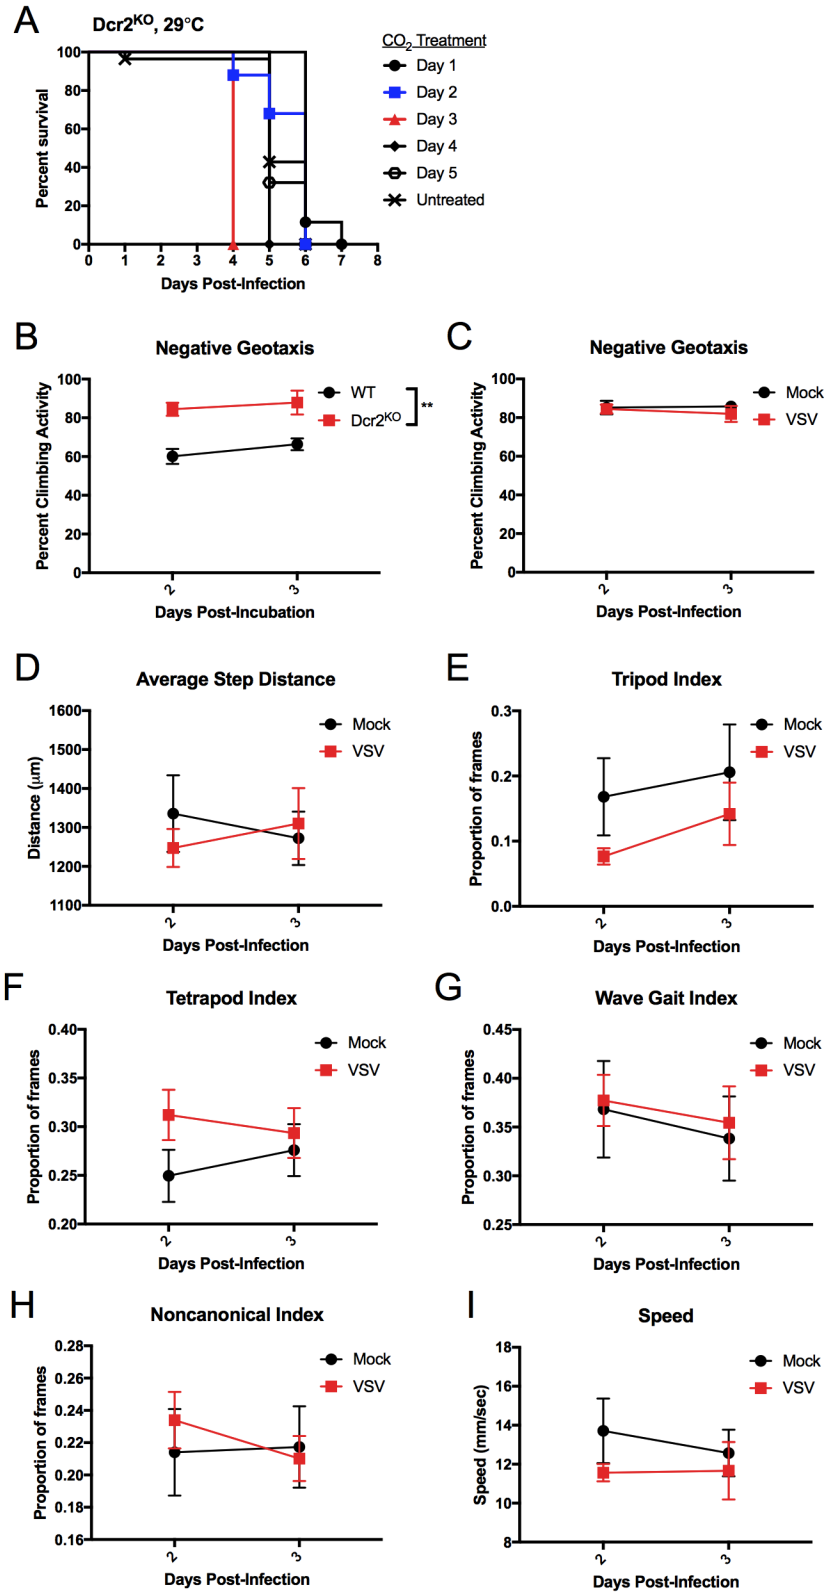 A
Dcr2KO, 29°C
Percent survival
100
80
60
40
20
0
0 1 2 3 4 5 6 7 8
Days Post-Infection
CO2 Treatment
Day 1
Day 2
Day 3
Day 4
Day 5
Untreated
B
Negative Geotaxis
Percent Climbing Activity
100
80
60
40
20
0
2 3
Days Post-Incubation
WT
Dcr2KO
**
C
Negative Geotaxis
Percent Climbing Activity
100
80
60
40
20
0
2 3
Days Post-Infection
Mock
VSV
D
Average Step Distance
Distance (μm)
1600
1500
1400
1300
1200
1100
2 3
Days Post-Infection
Mock
VSV
E
Tripod Index
Proportion of frames
0.3
0.2
0.1
0.0
2 3
Days Post-Infection
Mock
VSV
F
Tetrapod Index
Proportion of frames
0.40
0.35
0.30
0.25
0.20
2 3
Days Post-Infection
Mock
VSV
G
Wave Gait Index
Proportion of frames
0.45
0.40
0.35
0.30
0.25
2 3
Days Post-Infection
Mock
VSV
H
Noncanonical Index
Proportion of frames
0.28
0.26
0.24
0.22
0.20
0.18
0.16
2 3
Days Post-Infection
Mock
VSV
I
Speed
Speed (mm/sec)
18
16
14
12
10
8
2 3
Days Post-Infection
Mock
VSV